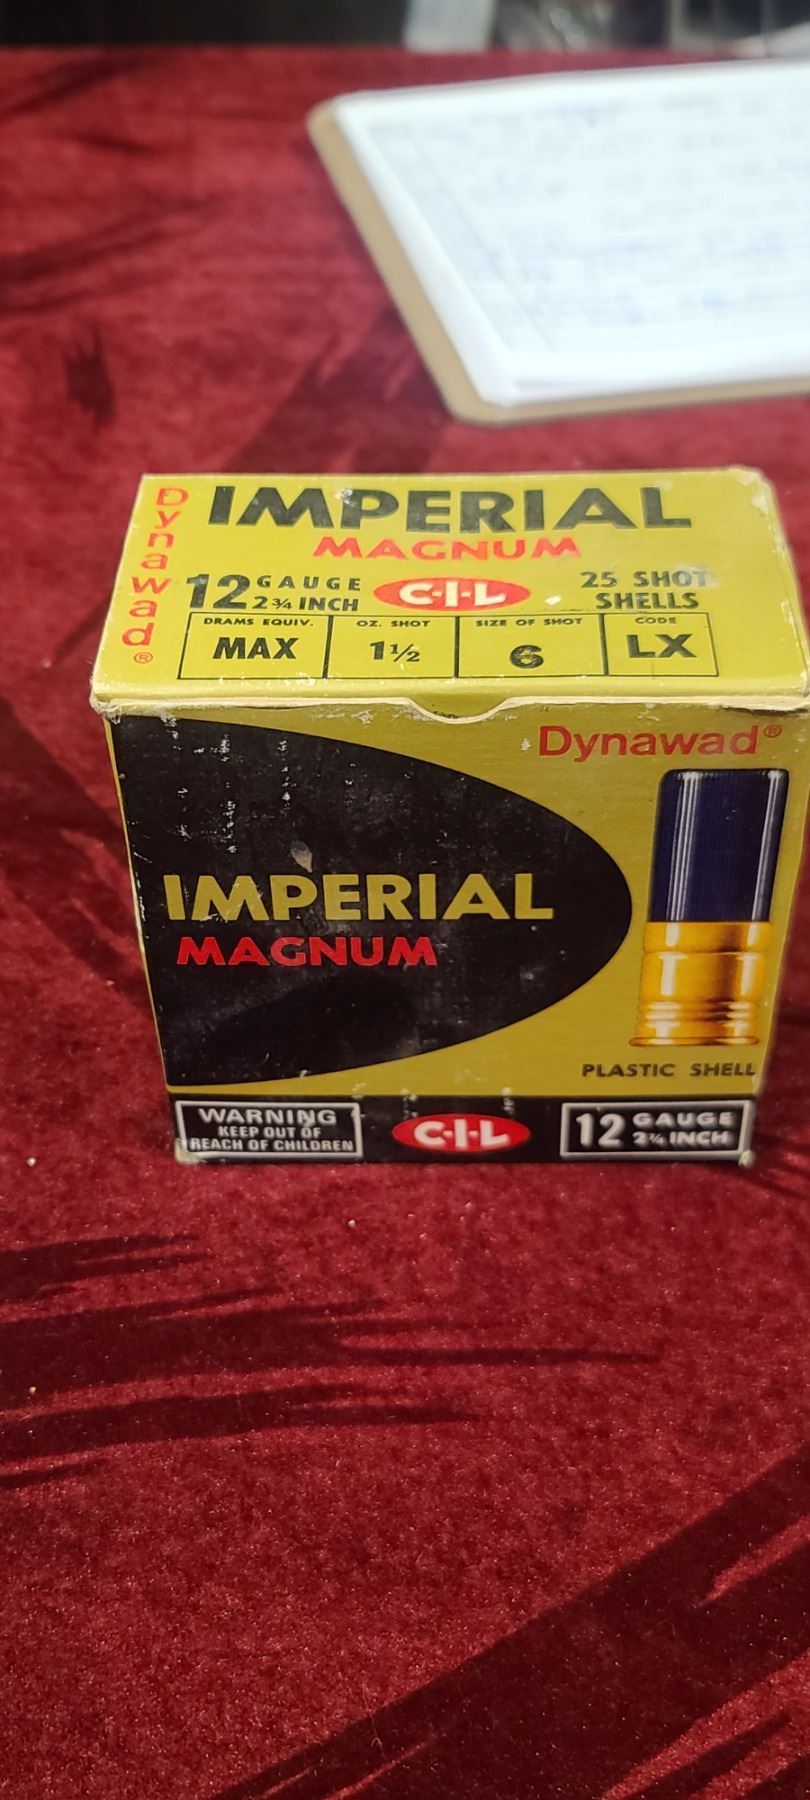 Dynawad®
IMPERIAL
MAGNUM
12 GAUGE 2¾ INCH
C·I·L
25 SHOT SHELLS
DRAMS EQUIV. MAX
OZ. SHOT 1½
SIZE OF SHOT 6
CODE LX
Dynawad®
IMPERIAL
MAGNUM
PLASTIC SHELL
WARNING
KEEP OUT OF
REACH OF CHILDREN
C·I·L
12 GAUGE
2¾ INCH